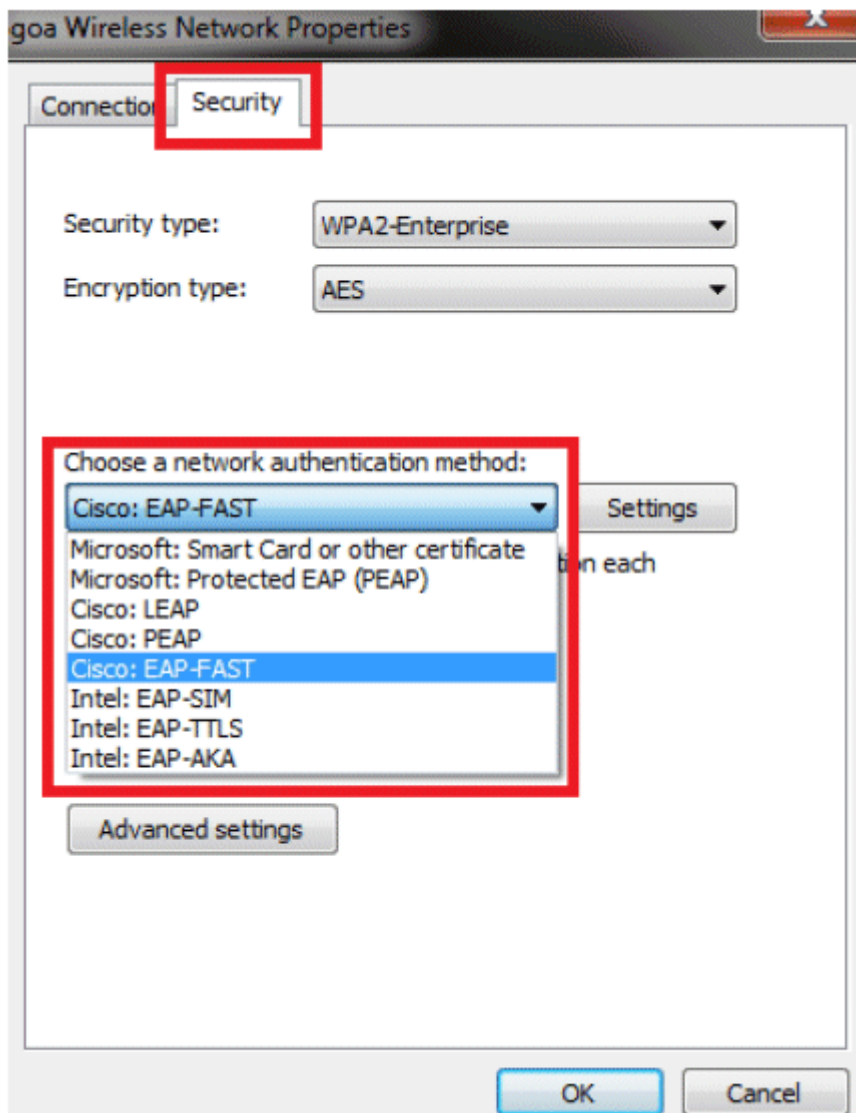 goa Wireless Network Properties
Connection Security
Security type: WPA2-Enterprise
Encryption type: AES
Choose a network authentication method:
Cisco: EAP-FAST Settings
Microsoft: Smart Card or other certificate
each
Microsoft: Protected EAP (PEAP)
Cisco: LEAP
Cisco: PEAP
Cisco: EAP-FAST
Intel: EAP-SIM
Intel: EAP-TTLS
Intel: EAP-AKA
Advanced settings
OK Cancel